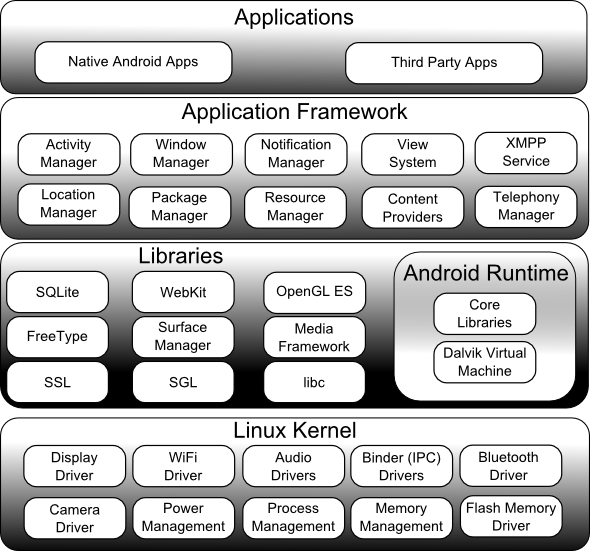 Applications
Native Android Apps
Third Party Apps
Application Framework
Activity
Manager
Window
Manager
Notification
Manager
View
System
XMPP
Service
Location
Manager
Package
Manager
Resource
Manager
Content
Providers
Telephony
Manager
Libraries
SQLite
WebKit
OpenGL ES
FreeType
Surface
Manager
Media
Framework
SSL
SGL
libc
Android Runtime
Core
Libraries
Dalvik Virtual
Machine
Linux Kernel
Display
Driver
WiFi
Driver
Audio
Drivers
Binder (IPC)
Drivers
Bluetooth
Driver
Camera
Driver
Power
Management
Process
Management
Memory
Management
Flash Memory
Driver